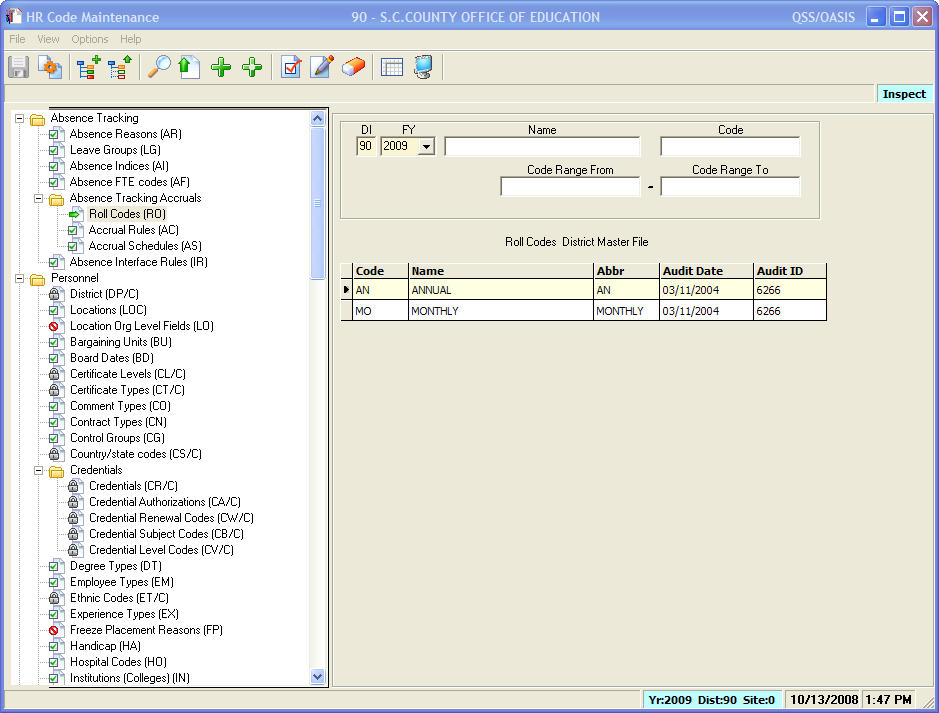 HR Code Maintenance 90 - S.C.COUNTY OFFICE OF EDUCATION QSS/OASIS
File View Options Help
Inspect
Absence Tracking
Absence Reasons (AR)
Leave Groups (LG)
Absence Indices (AI)
Absence FTE codes (AF)
Absence Tracking Accruals
Roll Codes (RO)
Accrual Rules (AC)
Accrual Schedules (AS)
Absence Interface Rules (IR)
Personnel
District (DP/C)
Locations (LOC)
Location Org Level Fields (LO)
Bargaining Units (BU)
Board Dates (BD)
Certificate Levels (CL/C)
Certificate Types (CT/C)
Comment Types (CO)
Contract Types (CN)
Control Groups (CG)
Country/state codes (CS/C)
Credentials
Credentials (CR/C)
Credential Authorizations (CA/C)
Credential Renewal Codes (CW/C)
Credential Subject Codes (CB/C)
Credential Level Codes (CV/C)
Degree Types (DT)
Employee Types (EM)
Ethnic Codes (ET/C)
Experience Types (EX)
Freeze Placement Reasons (FP)
Handicap (HA)
Hospital Codes (HO)
Institutions (Colleges) (IN)
DI FY Name Code
90 2009
Code Range From Code Range To
-
Roll Codes District Master File
Code Name Abbr Audit Date Audit ID
AN ANNUAL AN 03/11/2004 6266
MO MONTHLY MONTHLY 03/11/2004 6266
Yr:2009 Dist:90 Site:0 10/13/2008 1:47 PM